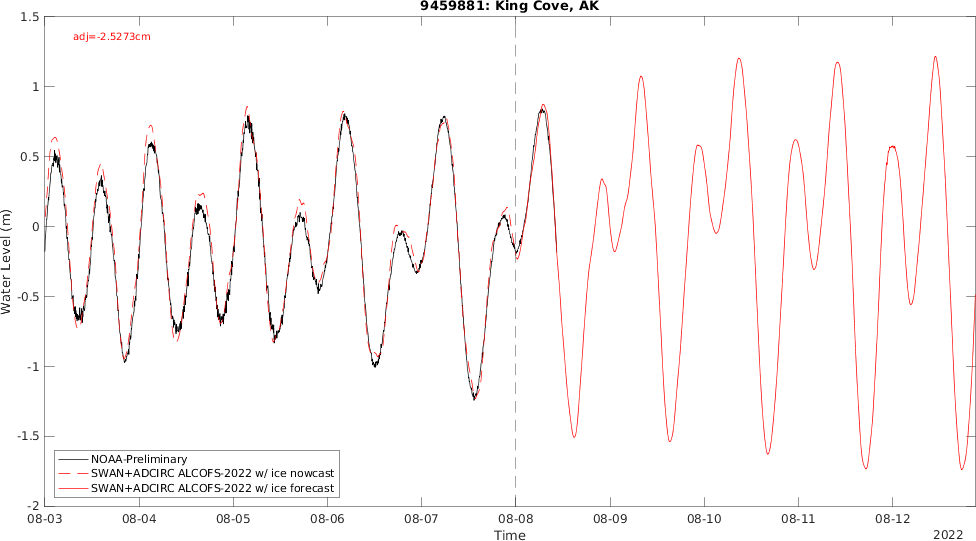 9459881: King Cove, AK
adj=-2.5273cm
1.5
1
0.5
0
-0.5
-1
-1.5
-2
Water Level (m)
NOAA-Preliminary
SWAN+ADCIRC ALCOFS-2022 w/ ice nowcast
SWAN+ADCIRC ALCOFS-2022 w/ ice forecast
08-03 08-04 08-05 08-06 08-07 08-08 08-09 08-10 08-11 08-12
Time
2022